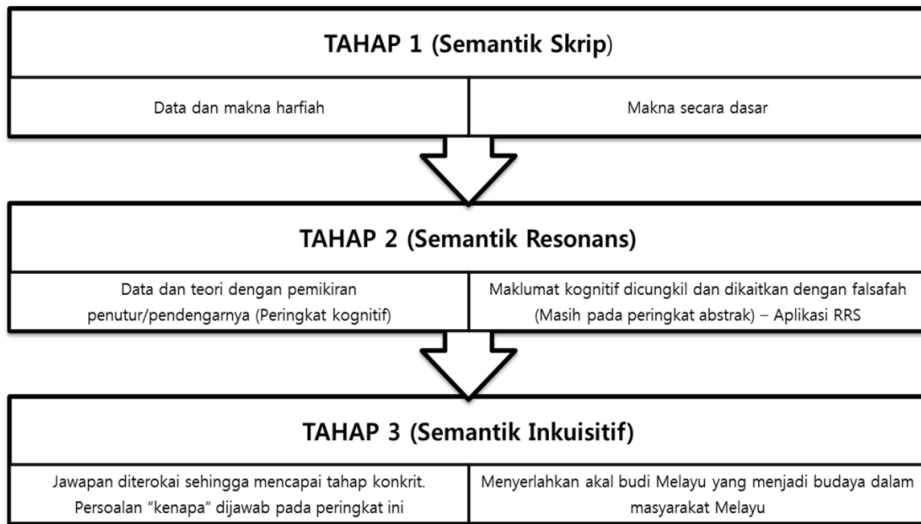 TAHAP 1 (Semantik Skrip)
Data dan makna harfiah
Makna secara dasar
TAHAP 2 (Semantik Resonans)
Data dan teori dengan pemikiran
penutur/pendengarnya (Peringkat kognitif)
Maklumat kognitif dicungkil dan dikaitkan dengan falsafah
(Masih pada peringkat abstrak) – Aplikasi RRS
TAHAP 3 (Semantik Inkuisitif)
Jawapan diterokai sehingga mencapai tahap konkrit.
Persoalan “kenapa” dijawab pada peringkat ini
Menyerlahkan akal budi Melayu yang menjadi budaya dalam
masyarakat Melayu